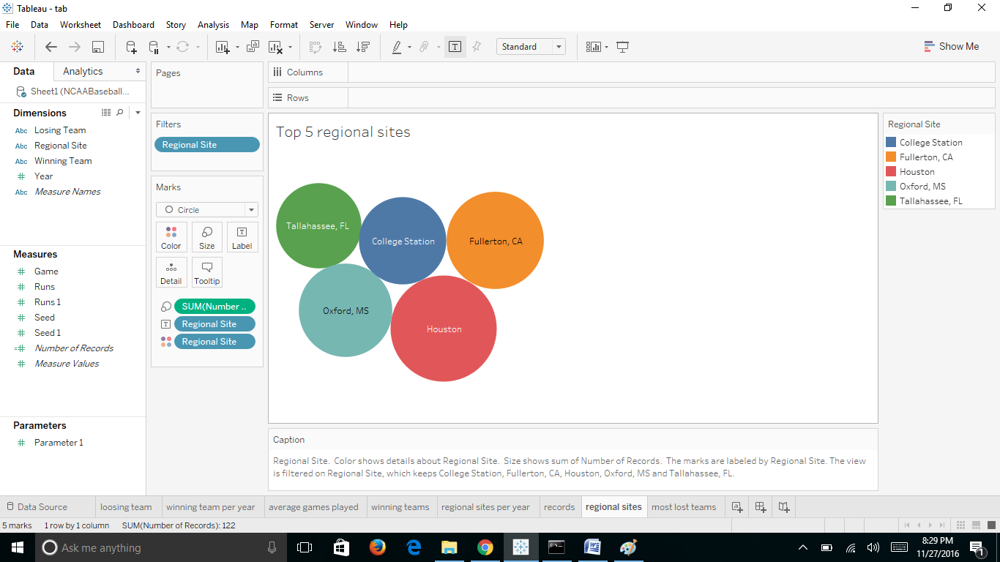 Tableau - tab
File Data Worksheet Dashboard Story Analysis Map Format Server Window Help
Standard
Show Me
Data Analytics
Sheet1 (NCAABaseball...
Dimensions
Abc Losing Team
Abc Regional Site
Abc Winning Team
# Year
Abc Measure Names
Measures
# Game
# Runs
# Runs 1
# Seed
# Seed 1
=# Number of Records
# Measure Values
Parameters
# Parameter 1
Pages
Filters
Regional Site
Marks
Circle
Color Size Label
Detail Tooltip
SUM(Number ..
Regional Site
Regional Site
Columns
Rows
Top 5 regional sites
Tallahassee, FL
College Station
Fullerton, CA
Oxford, MS
Houston
Regional Site
College Station
Fullerton, CA
Houston
Oxford, MS
Tallahassee, FL
Caption
Regional Site.  Color shows details about Regional Site.  Size shows sum of Number of Records.  The marks are labeled by Regional Site. The view
is filtered on Regional Site, which keeps College Station, Fullerton, CA, Houston, Oxford, MS and Tallahassee, FL.
Data Source loosing team winning team per year average games played winning teams regional sites per year records regional sites most lost teams
5 marks 1 row by 1 column SUM(Number of Records): 122
Ask me anything
8:29 PM
11/27/2016
1